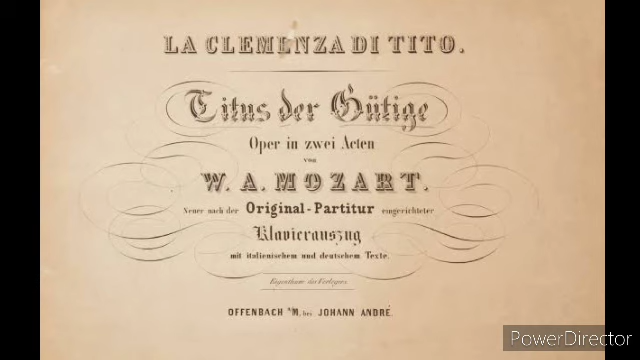 LA CLEMENZA DI TITO.
Titus der Gütige
Oper in zwei Acten
von
W. A. MOZART.
Neuer nach der Original-Partitur eingerichteter
Klavierauszug
mit italienischem und deutschem Texte.
Eigenthum des Verlegers
OFFENBACH a/M, bei JOHANN ANDRÉ.
PowerDirector